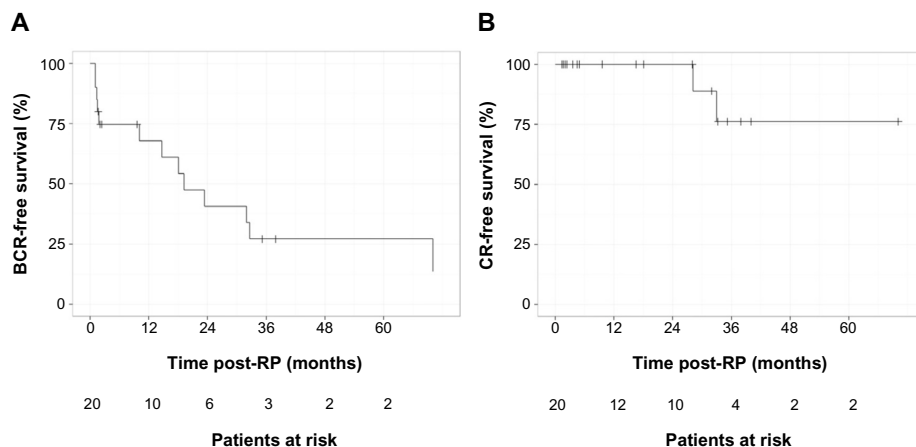 A
BCR-free survival (%)
100
75
50
25
0
0 12 24 36 48 60
Time post-RP (months)
20 10 6 3 2 2
Patients at risk
B
CR-free survival (%)
100
75
50
25
0
0 12 24 36 48 60
Time post-RP (months)
20 12 10 4 2 2
Patients at risk